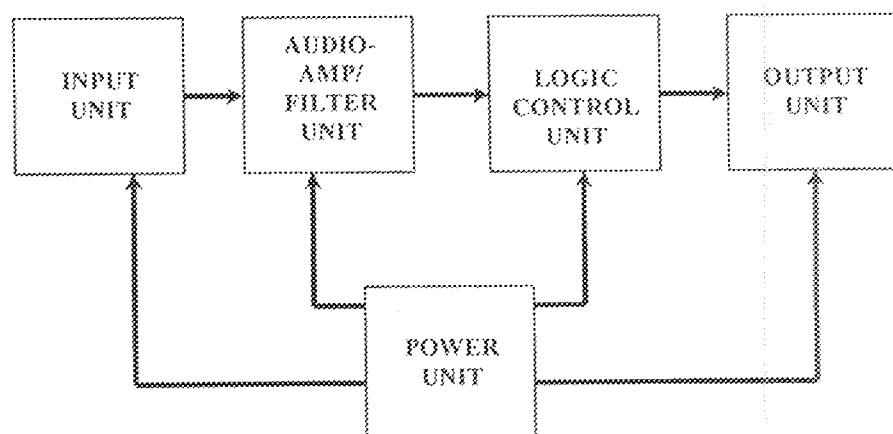 INPUT
UNIT
AUDIO-
AMP/
FILTER
UNIT
LOGIC
CONTROL
UNIT
OUTPUT
UNIT
POWER
UNIT